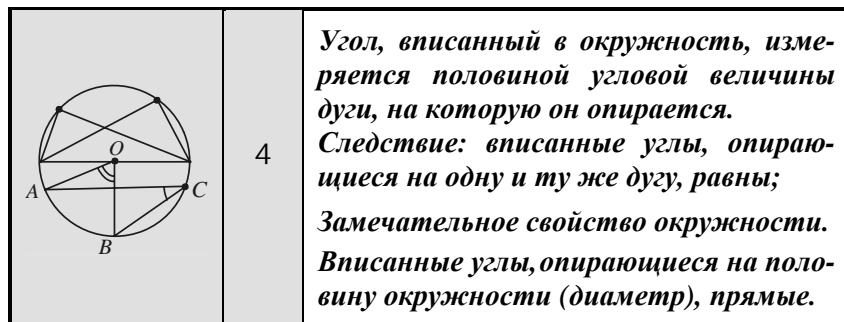 O
A
C
B
4
Угол, вписанный в окружность, изме-
ряется половиной угловой величины
дуги, на которую он опирается.
Следствие: вписанные углы, опираю-
щиеся на одну и ту же дугу, равны;
Замечательное свойство окружности.
Вписанные углы, опирающиеся на поло-
вину окружности (диаметр), прямые.